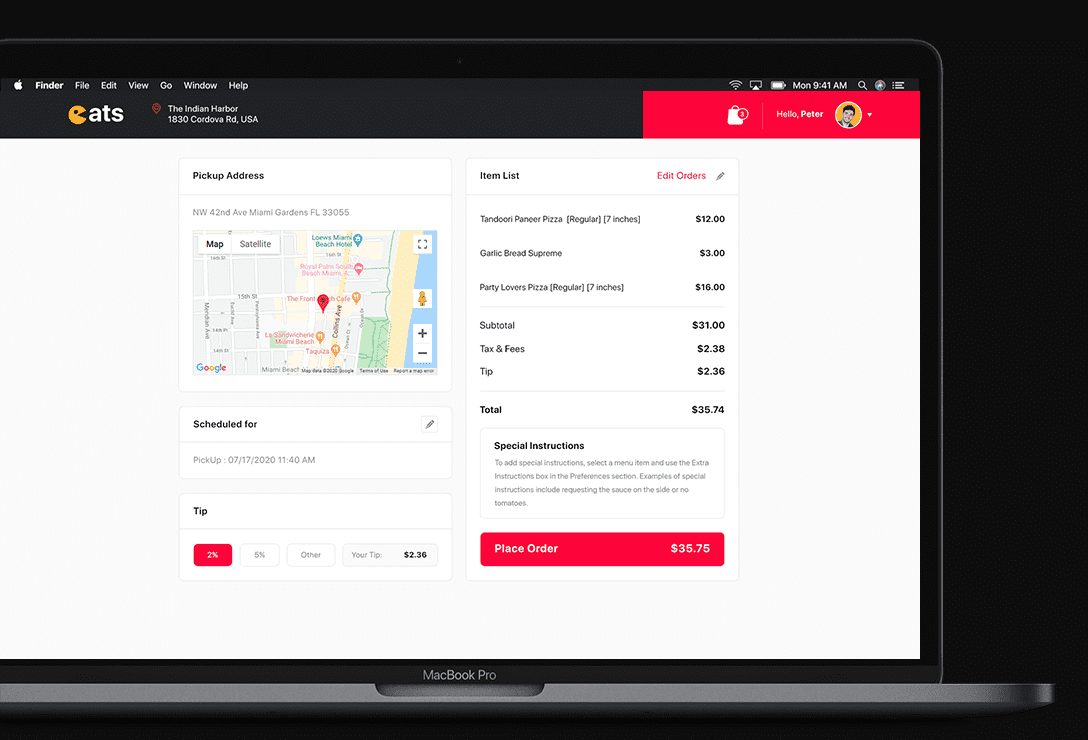 Finder File Edit View Go Window Help
Mon 9:41 AM
eats
The Indian Harbor
1830 Cordova Rd, USA
3
Hello, Peter
Pickup Address
NW 42nd Ave Miami Gardens FL 33055
Map Satellite
Loews Miami
Beach Hotel
16th St
16th St
Royal Palm South
Beach Miami, A...
15th St
The Front Porch Cafe
Meridian Ave
Euclid Ave
Pennsylvania Ave
Collins Ave
Ocean Dr
14th St
La Sandwicherie
Miami Beach
Taquiza
14th St
Google
Miami Beach
Map data ©2020 Google Terms of Use Report a map error
Scheduled for
PickUp : 07/17/2020 11:40 AM
Tip
2% 5% Other Your Tip: $2.36
Item List
Edit Orders
Tandoori Paneer Pizza [Regular] [7 inches] $12.00
Garlic Bread Supreme $3.00
Party Lovers Pizza [Regular] [7 inches] $16.00
Subtotal $31.00
Tax & Fees $2.38
Tip $2.36
Total $35.74
Special Instructions
To add special instructions, select a menu item and use the Extra
Instructions box in the Preferences section. Examples of special
instructions include requesting the sauce on the side or no
tomatoes.
Place Order $35.75
MacBook Pro